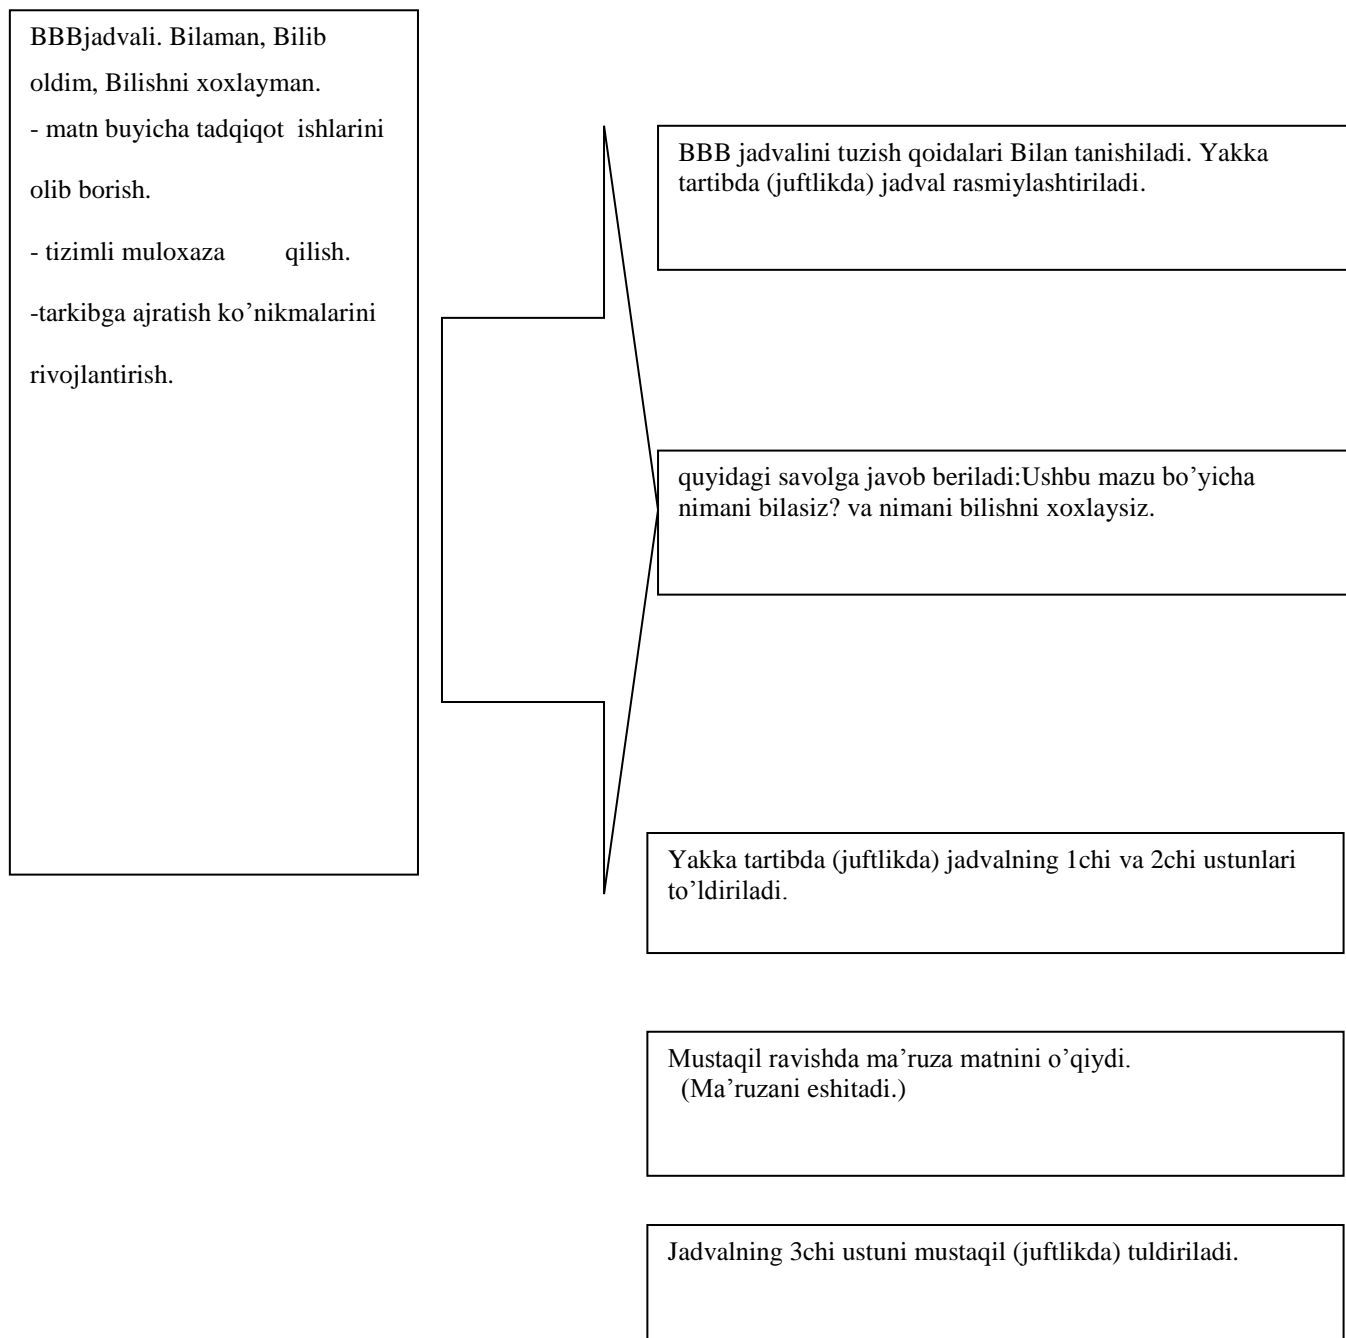 BBBjadvali. Bilaman, Bilib
oldim, Bilishni xoxlayman.
- matn buyicha tadqiqot ishlarini
olib borish.
- tizimli muloxaza qilish.
-tarkibga ajratish ko’nikmalarini
rivojlantirish.
BBB jadvalini tuzish qoidalari Bilan tanishiladi. Yakka
tartibda (juftlikda) jadval rasmiylashtiriladi.
quyidagi savolga javob beriladi:Ushbu mazu bo’yicha
nimani bilasiz? va nimani bilishni xoxlaysiz.
Yakka tartibda (juftlikda) jadvalning 1chi va 2chi ustunlari
to’ldiriladi.
Mustaqil ravishda ma’ruza matnini o’qiydi.
(Ma’ruzani eshitadi.)
Jadvalning 3chi ustuni mustaqil (juftlikda) tuldiriladi.